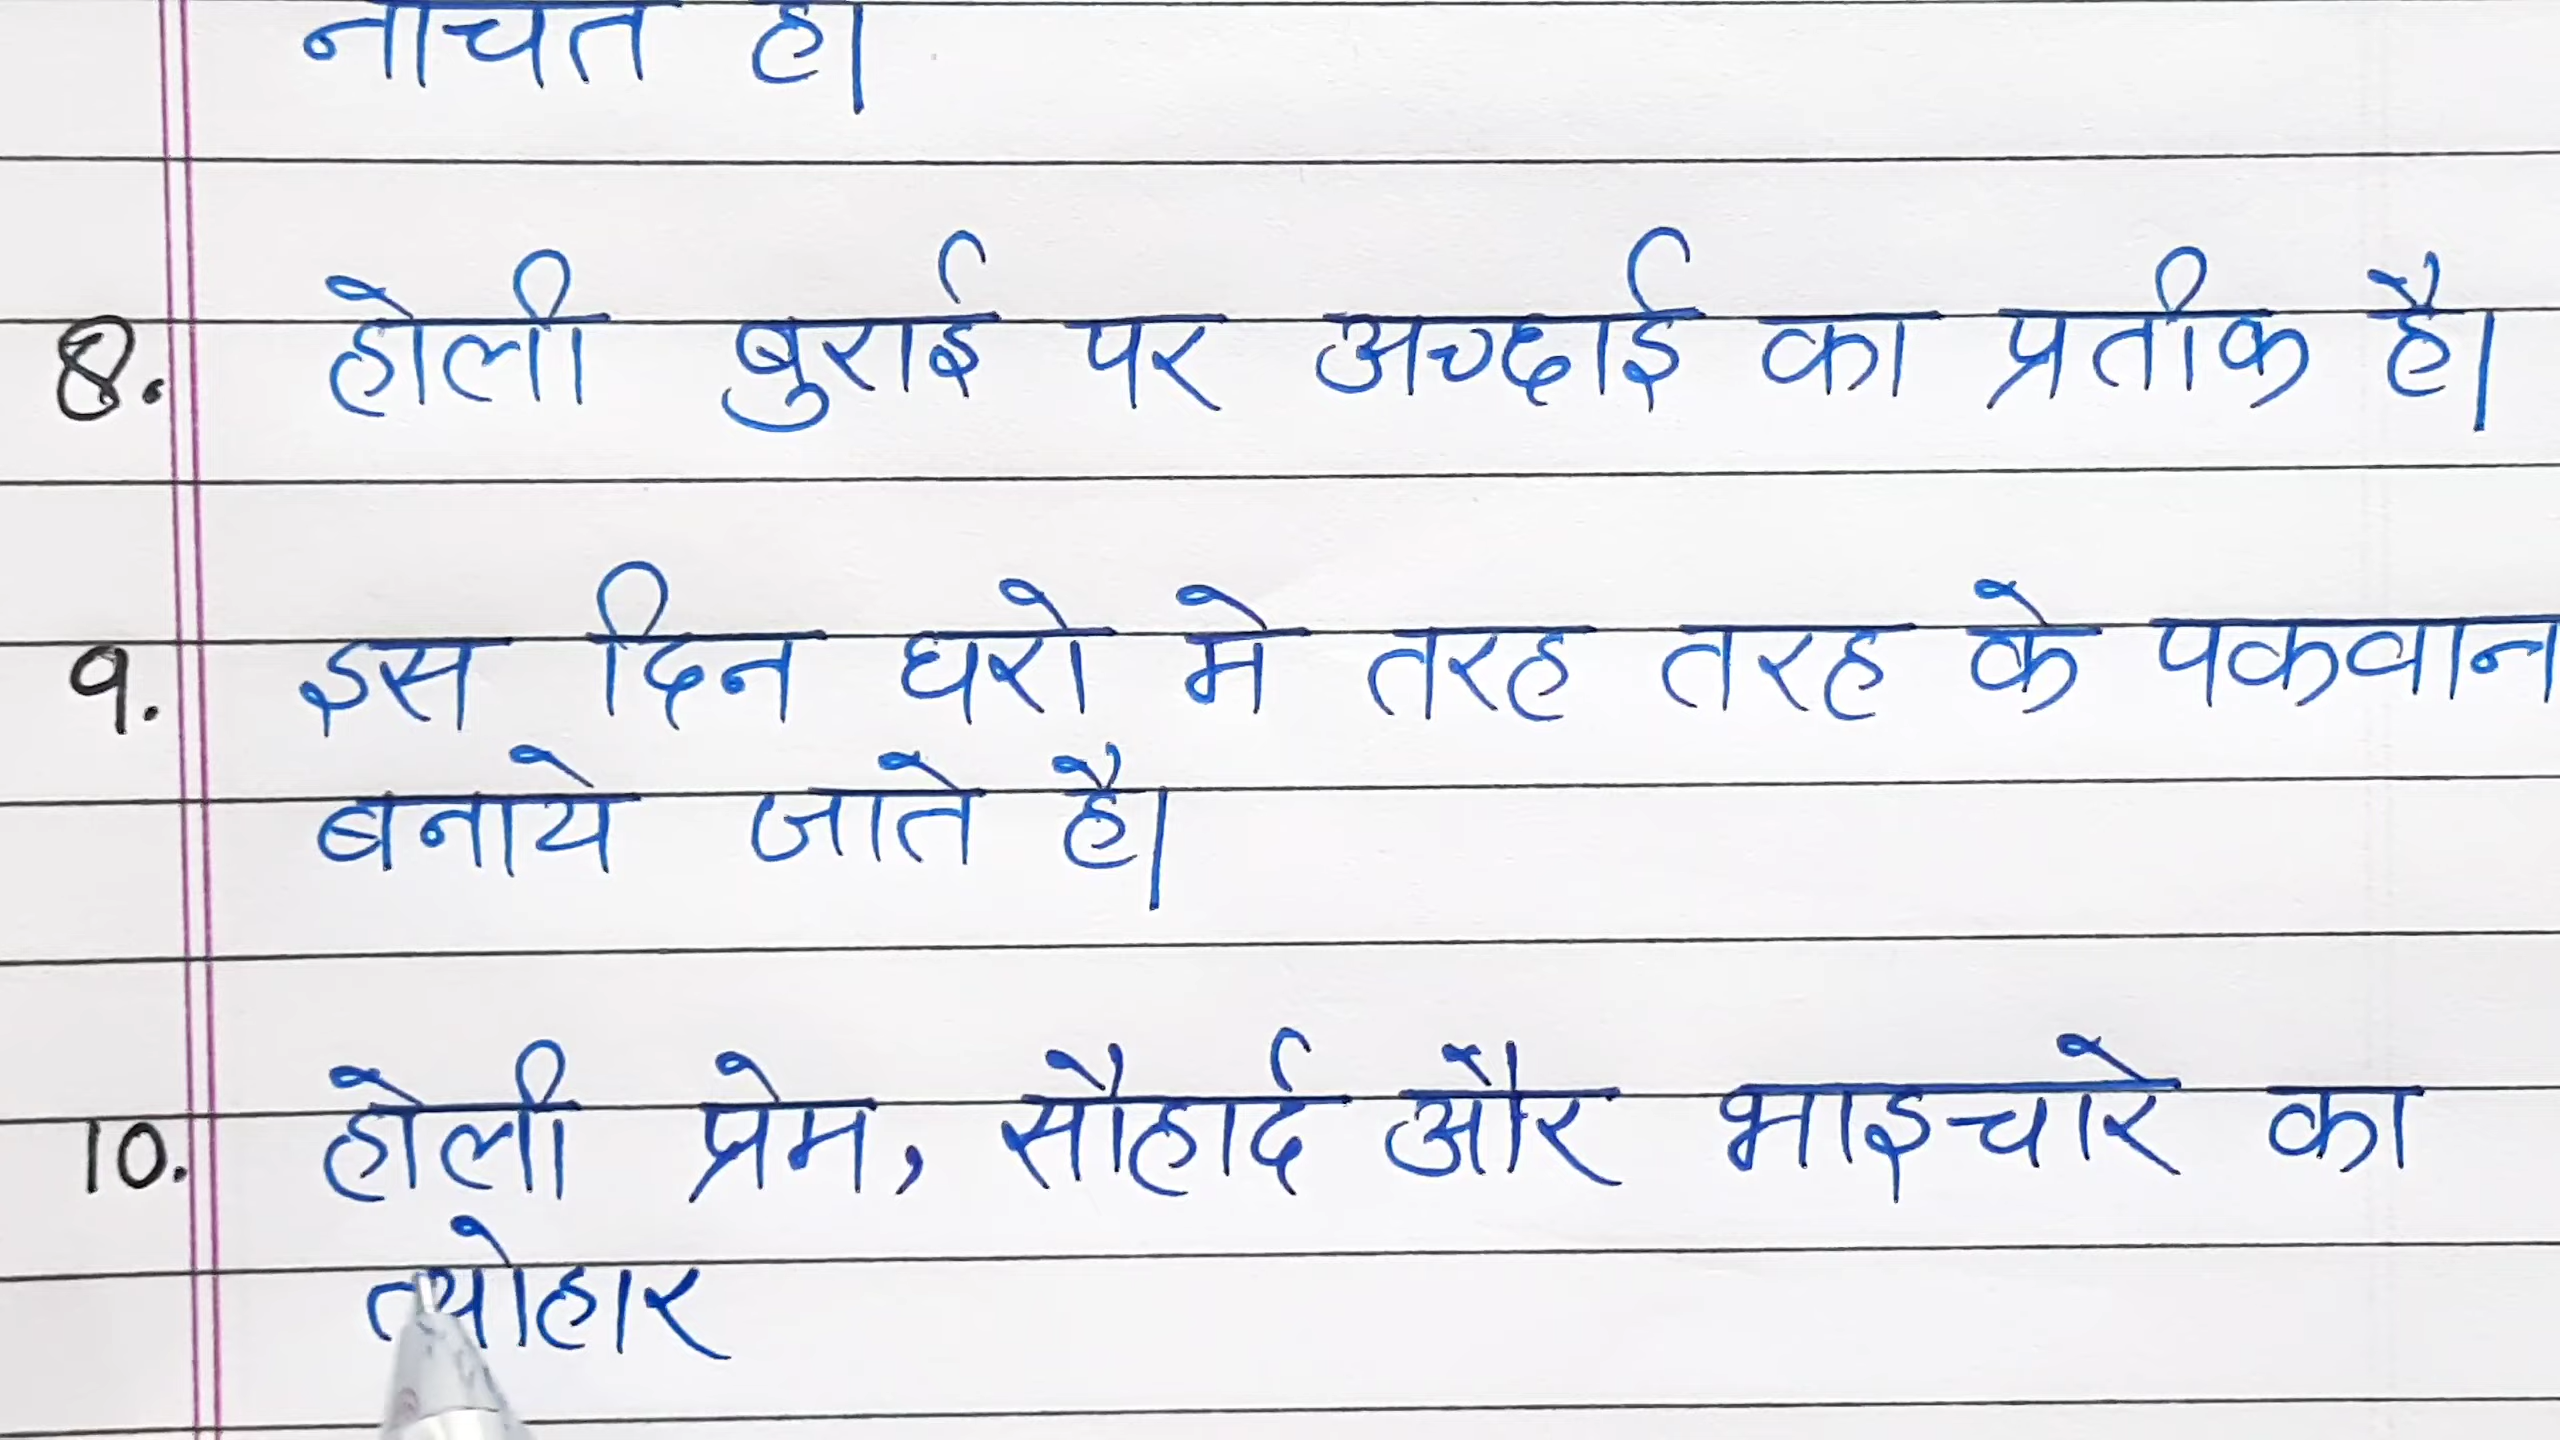 नाचते है।
8. होली बुराई पर अच्छाई का प्रतीक है।
9. इस दिन घरो मे तरह तरह के पकवान
बनाये जाते है।
10. होली प्रेम, सौहार्द और भाइचारे का
त्योहार